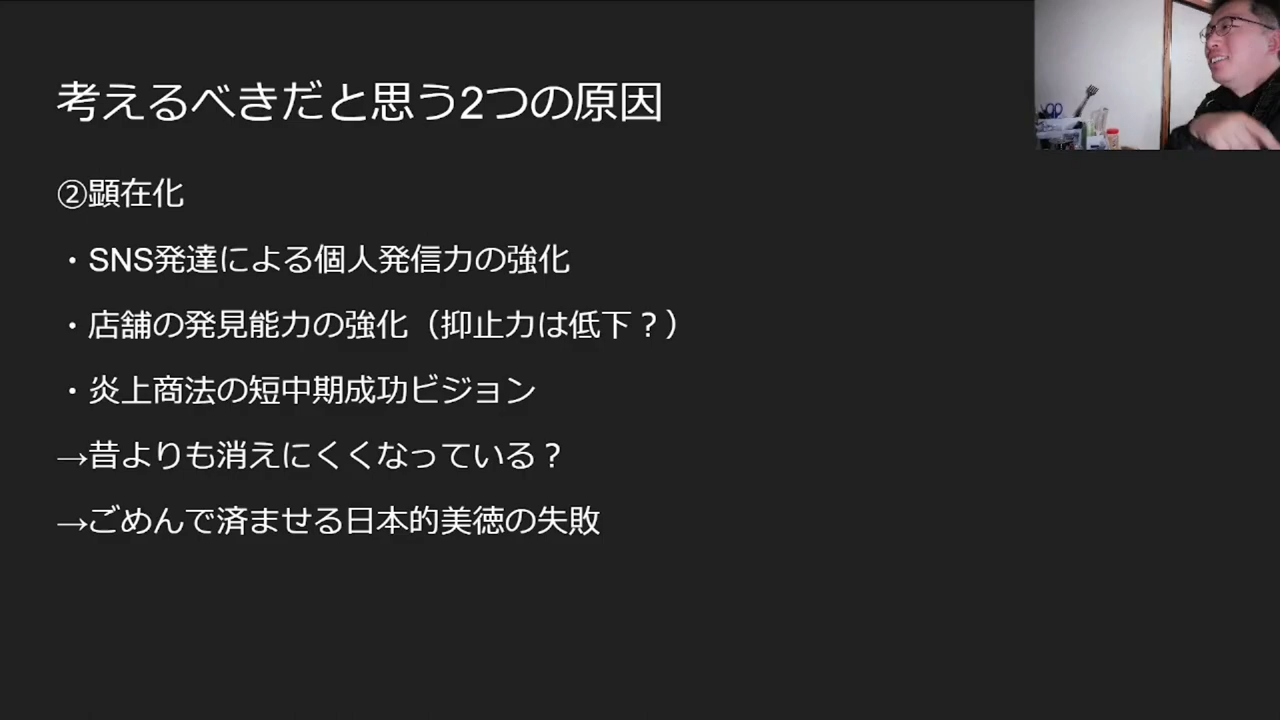 考えるべきだと思う2つの原因
②顕在化
・SNS発達による個人発信力の強化
・店舗の発見能力の強化（抑止力は低下？）
・炎上商法の短中期成功ビジョン
→昔よりも消えにくくなっている？
→ごめんで済ませる日本的美徳の失敗